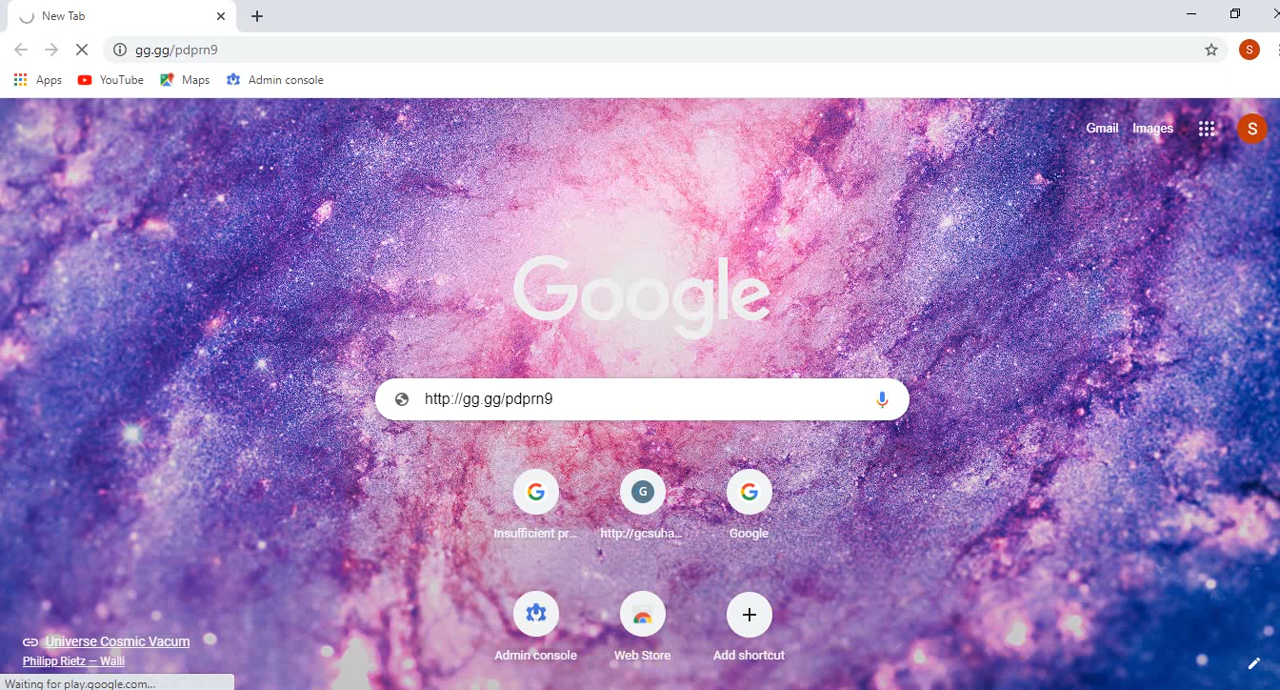 New Tab
gg.gg/pdprn9
S
Apps YouTube Maps Admin console
Gmail Images S
Google
http://gg.gg/pdprn9
G
Insufficient pr... http://gcsuha... Google
Admin console Web Store Add shortcut
Universe Cosmic Vacum
Philipp Rietz — Walli
Waiting for play.google.com...